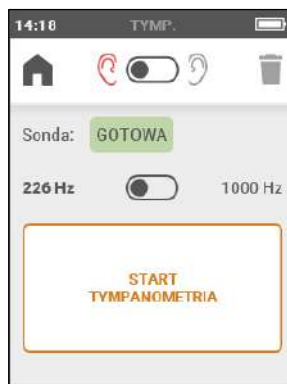 14:18 TYMP.
Sonda: GOTOWA
226 Hz 1000 Hz
START
TYMPANOMETRIA